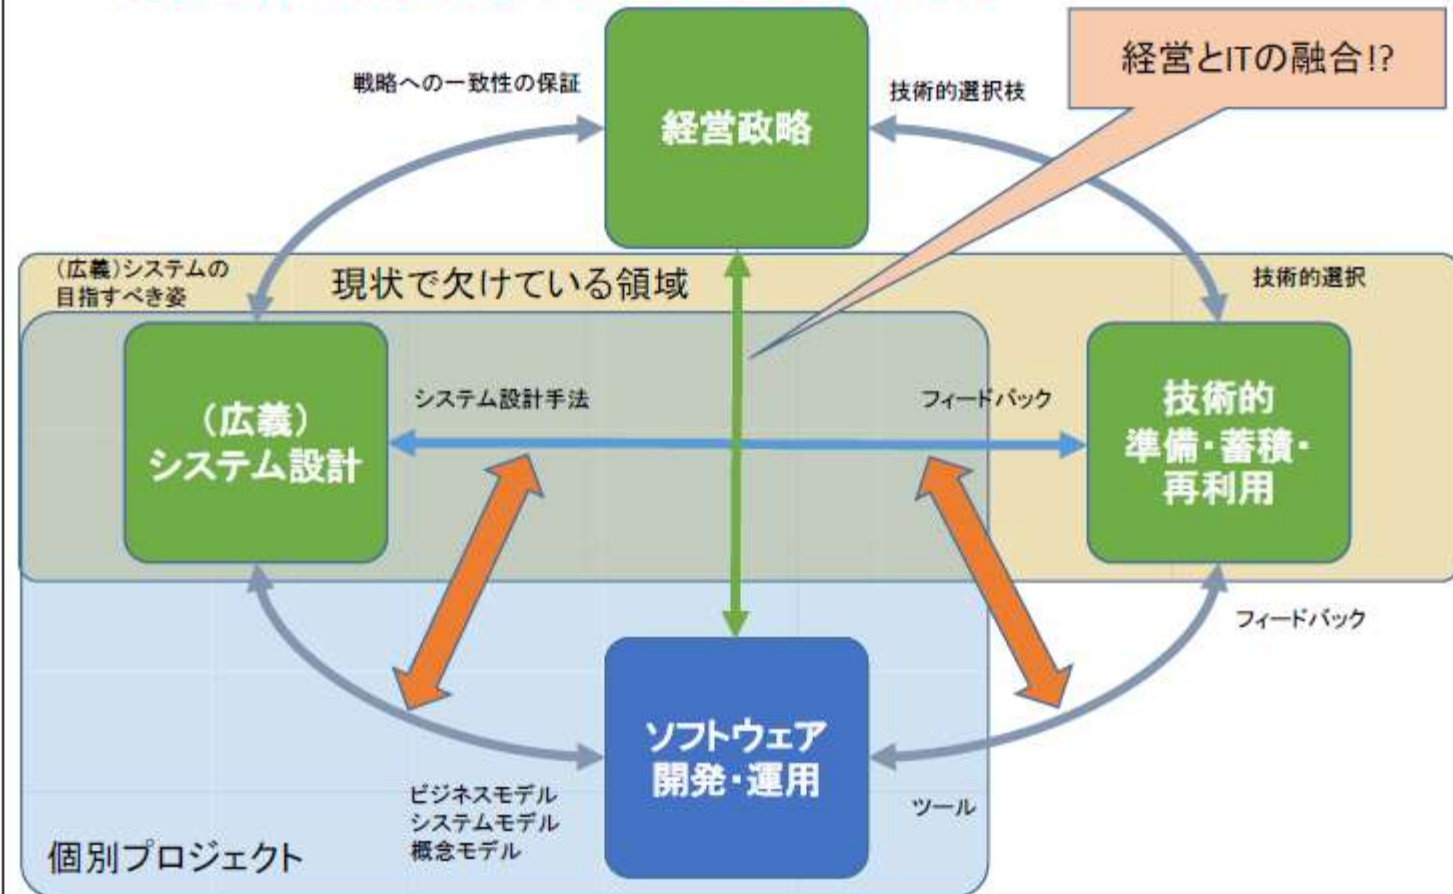 経営とITの融合!?
戦略への一致性の保証
技術的選択枝
経営政略
(広義)システムの
目指すべき姿
現状で欠けている領域
技術的選択
(広義)
システム設計
システム設計手法
フィードバック
技術的
準備・蓄積・
再利用
フィードバック
ソフトウェア
開発・運用
ビジネスモデル
システムモデル
概念モデル
ツール
個別プロジェクト